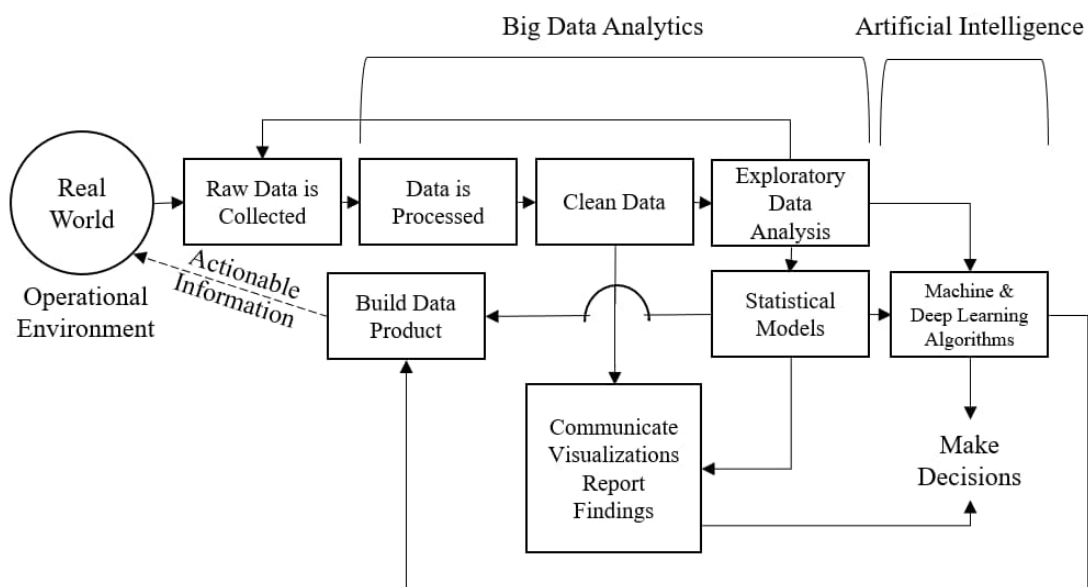 Big Data Analytics
Artificial Intelligence
Real
World
Raw Data is
Collected
Data is
Processed
Clean Data
Exploratory
Data
Analysis
Actionable
Information
Operational
Environment
Build Data
Product
Statistical
Models
Machine &
Deep Learning
Algorithms
Communicate
Visualizations
Report
Findings
Make
Decisions